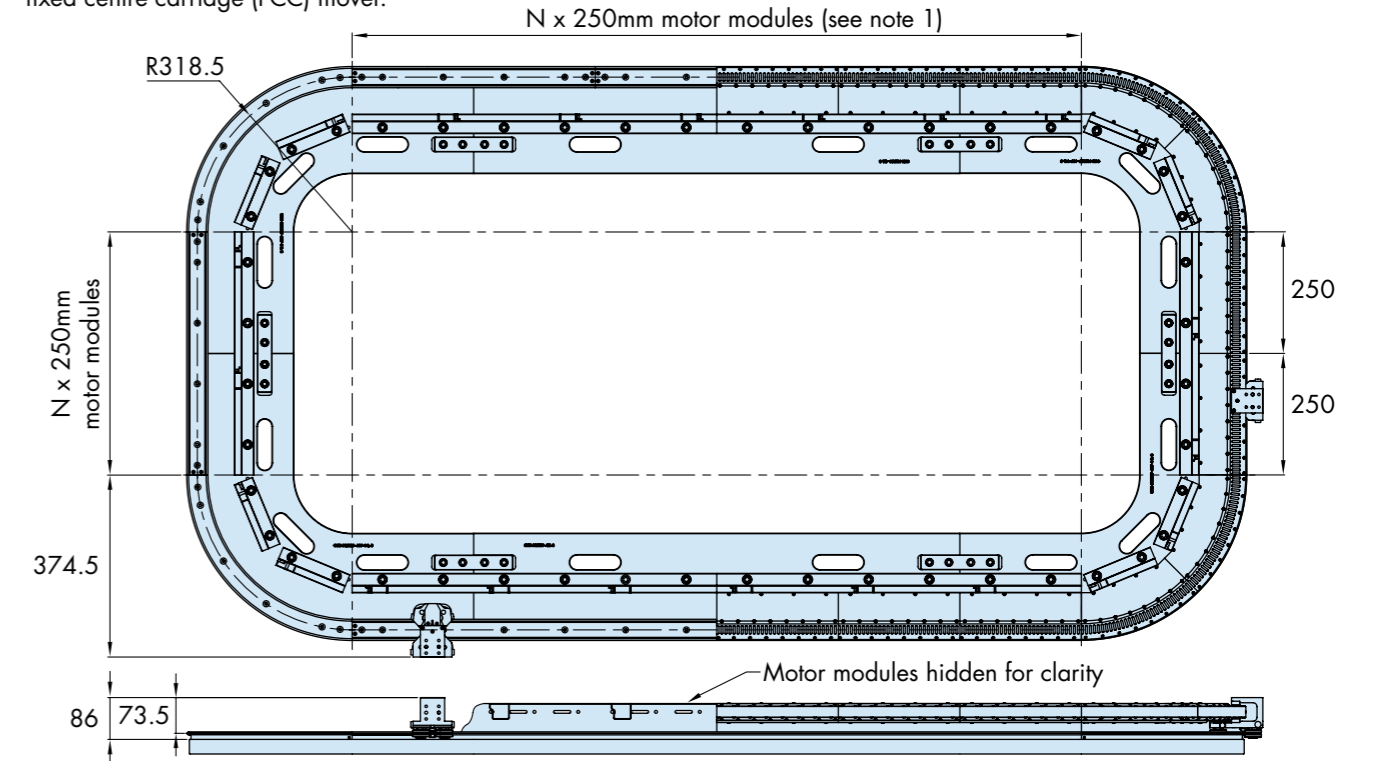 fixed centre carriage (FCC) mover.
N x 250mm motor modules (see note 1)
R318.5
N x 250mm
motor modules
250
250
374.5
Motor modules hidden for clarity
86
73.5